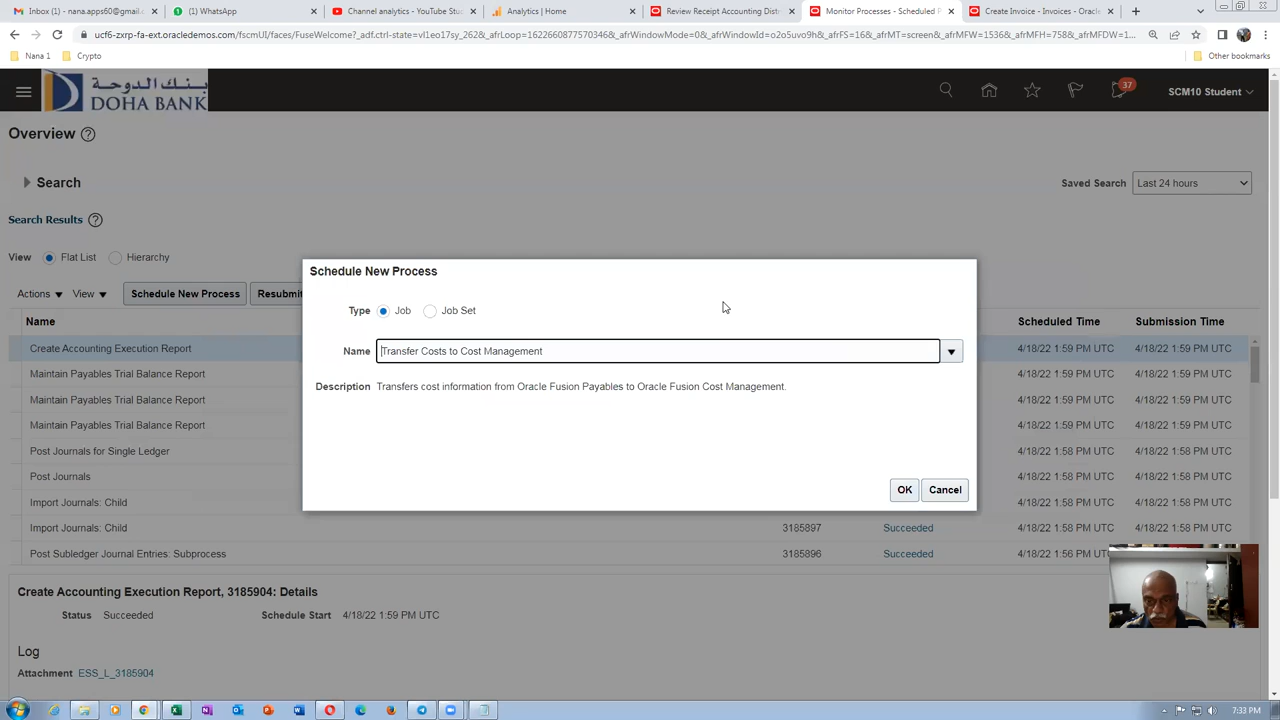 Inbox (1) - nana.apps60@gmail.c
(1) WhatsApp
Channel analytics - YouTube Stu
Analytics | Home
Review Receipt Accounting Distr
Monitor Processes - Scheduled P
Create Invoice - Invoices - Oracle
ucf6-zxrp-fa-ext.oracledemos.com/fscmUI/faces/FuseWelcome?_adf.ctrl-state=vl1eo17sy_262&_afrLoop=16226608775703468&_afrWindowMode=0&_afrWindowId=o2o5uvo9h&_afrFS=16&_afrMT=screen&_afrMFW=1536&_afrMFH=758&_afrMFDW=1...
Nana 1
Crypto
Other bookmarks
بنك الدوحة
DOHA BANK
37
SCM10 Student
Overview
Search
Saved Search
Last 24 hours
Search Results
View
Flat List
Hierarchy
Actions
View
Schedule New Process
Resubmit
Name
Scheduled Time
Submission Time
Create Accounting Execution Report
4/18/22 1:59 PM UTC
4/18/22 1:59 PM UTC
Maintain Payables Trial Balance Report
4/18/22 1:59 PM UTC
4/18/22 1:59 PM UTC
Maintain Payables Trial Balance Report
4/18/22 1:59 PM UTC
4/18/22 1:59 PM UTC
Maintain Payables Trial Balance Report
4/18/22 1:59 PM UTC
4/18/22 1:59 PM UTC
Post Journals for Single Ledger
4/18/22 1:58 PM UTC
4/18/22 1:58 PM UTC
Post Journals
4/18/22 1:58 PM UTC
4/18/22 1:58 PM UTC
Import Journals: Child
4/18/22 1:58 PM UTC
4/18/22 1:58 PM UTC
Import Journals: Child
3185897
Succeeded
4/18/22 1:58 PM UTC
4/18/22 1:58 PM UTC
Post Subledger Journal Entries: Subprocess
3185896
Succeeded
4/18/22 1:56 PM UTC
4/18/22 1:56 PM UTC
Schedule New Process
Type
Job
Job Set
Name
Transfer Costs to Cost Management
Description
Transfers cost information from Oracle Fusion Payables to Oracle Fusion Cost Management.
OK
Cancel
Create Accounting Execution Report, 3185904: Details
Status
Succeeded
Schedule Start
4/18/22 1:59 PM UTC
Log
Attachment
ESS_L_3185904
7:33 PM